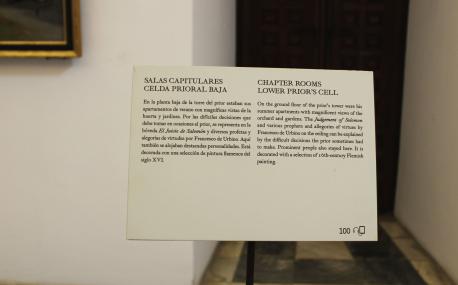 SALAS CAPITULARES
CELDA PRIORAL BAJA
En la planta baja de la torre del prior estaban sus
apartamentos de verano con magníficas vistas de la
huerta y jardines. Por las difíciles decisiones que
debe tomar en ocasiones el prior, se representa en la
bóveda El Juicio de Salomón y diversos profetas y
alegorías de virtudes por Francesco de Urbino. Aquí
también se alojaban destacadas personalidades. Está
decorada con una selección de pintura flamenca del
siglo XVI.
CHAPTER ROOMS
LOWER PRIOR'S CELL
On the ground floor of the prior's tower were his
summer apartments with magnificent views of the
orchard and gardens. The Judgement of Solomon
and various prophets and allegories of virtues by
Francesco de Urbino on the ceiling can be explained
by the difficult decisions the prior sometimes had
to make. Prominent people also stayed here. It is
decorated with a selection of 16th-century Flemish
painting.
100